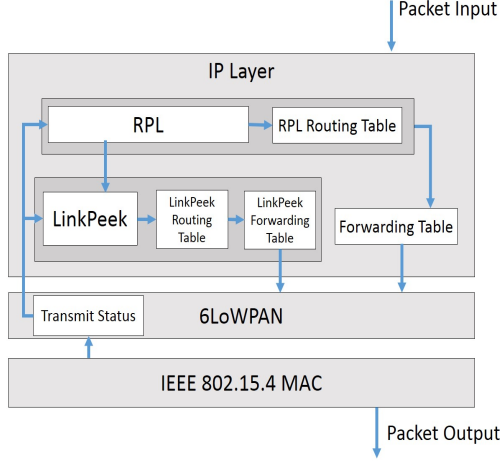 Packet Input
IP Layer
RPL
RPL Routing Table
LinkPeek
LinkPeek
Routing
Table
LinkPeek
Forwarding
Table
Forwarding Table
Transmit Status
6LoWPAN
IEEE 802.15.4 MAC
Packet Output